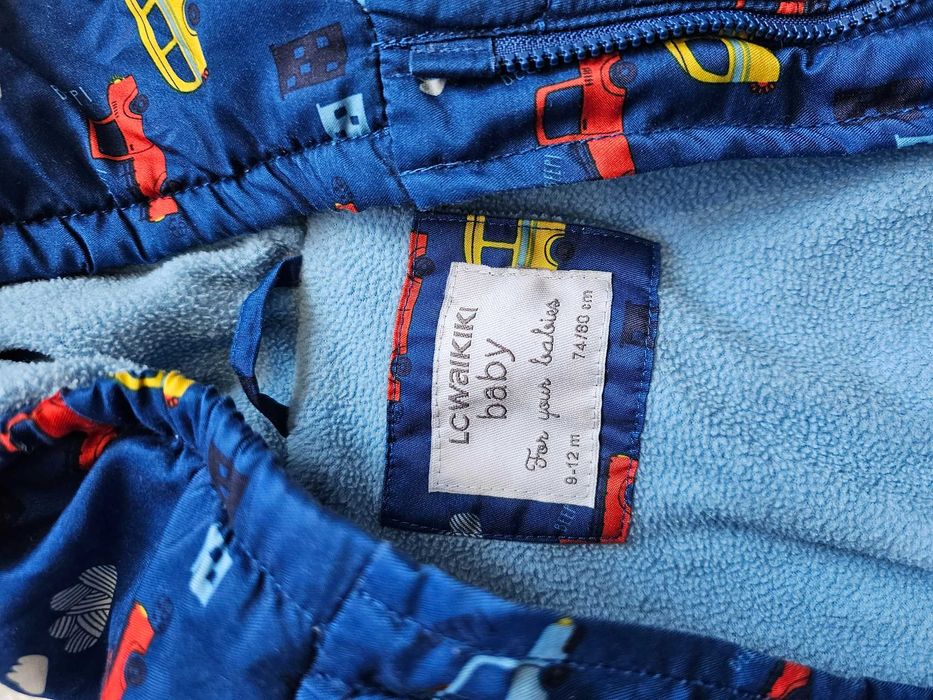 LCWAIKIKI
baby
For your babies
9-12 m 74/80 cm